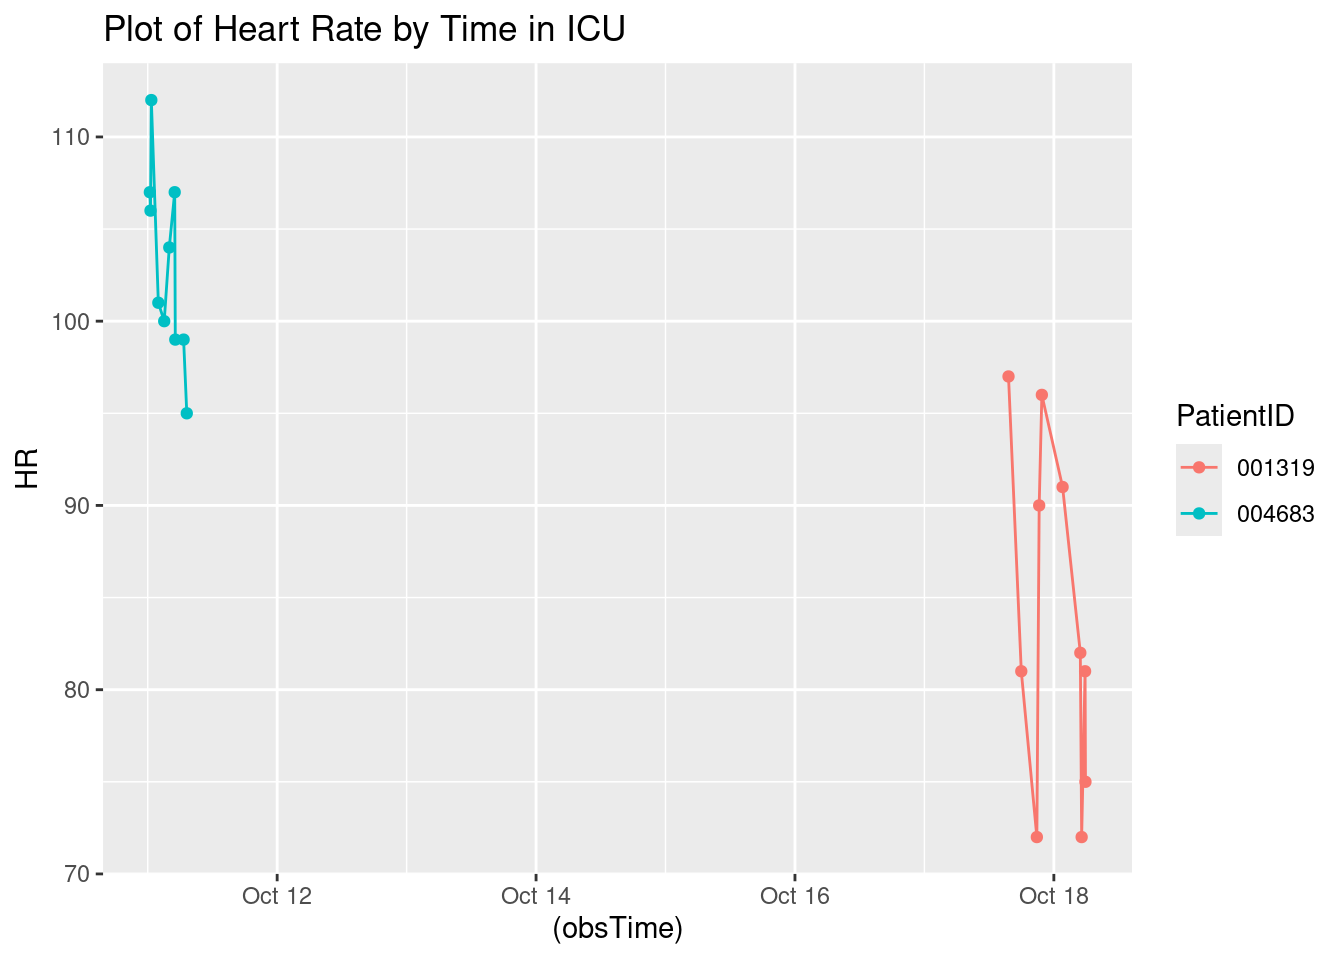 Plot of Heart Rate by Time in ICU
110
100
90
80
70
HR
Oct 12
Oct 14
Oct 16
Oct 18
(obsTime)
PatientID
001319
004683